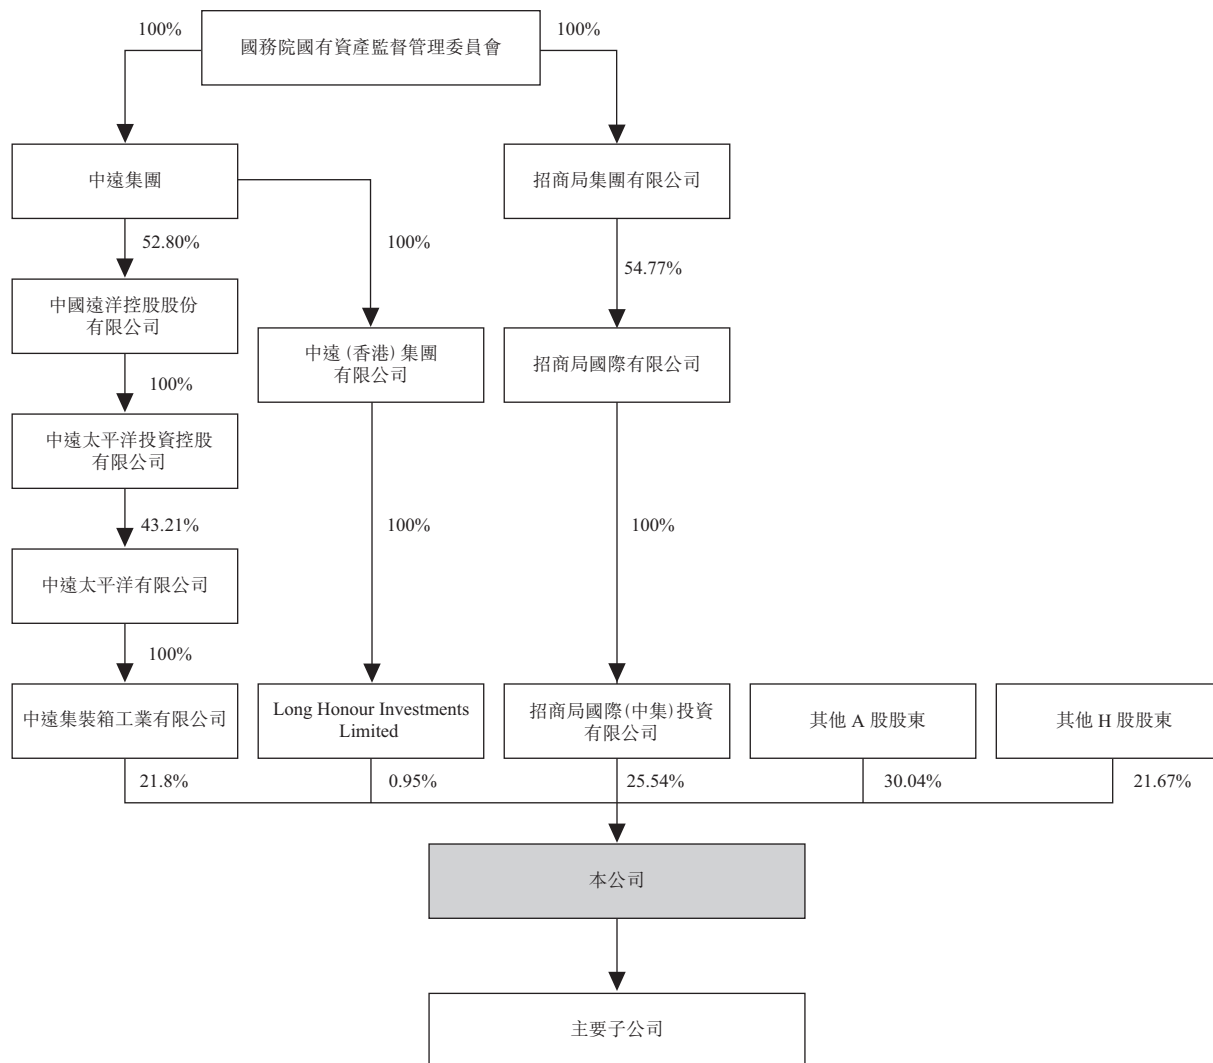 100%
國務院國有資產監督管理委員會
100%
中遠集團
招商局集團有限公司
52.80%
100%
54.77%
中國遠洋控股股份
有限公司
中遠(香港)集團
有限公司
招商局國際有限公司
100%
中遠太平洋投資控股
有限公司
43.21%
100%
100%
中遠太平洋有限公司
100%
中遠集裝箱工業有限公司
Long Honour Investments
Limited
招商局國際(中集)投資
有限公司
其他 A 股股東
其他 H 股股東
21.8%
0.95%
25.54%
30.04%
21.67%
本公司
主要子公司